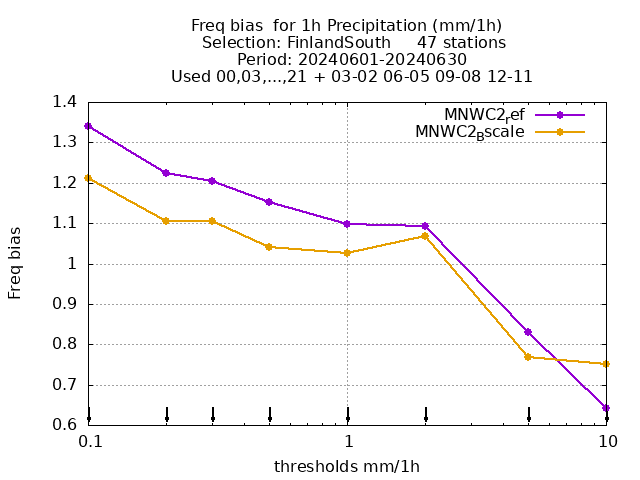 Freq bias  for 1h Precipitation (mm/1h)
Selection: FinlandSouth     47 stations
Period: 20240601-20240630
Used 00,03,...,21 + 03-02 06-05 09-08 12-11
MNWC2_ref
MNWC2_Bscale
1.4
1.3
1.2
1.1
1
0.9
0.8
0.7
0.6
Freq bias
0.1 1 10
thresholds mm/1h